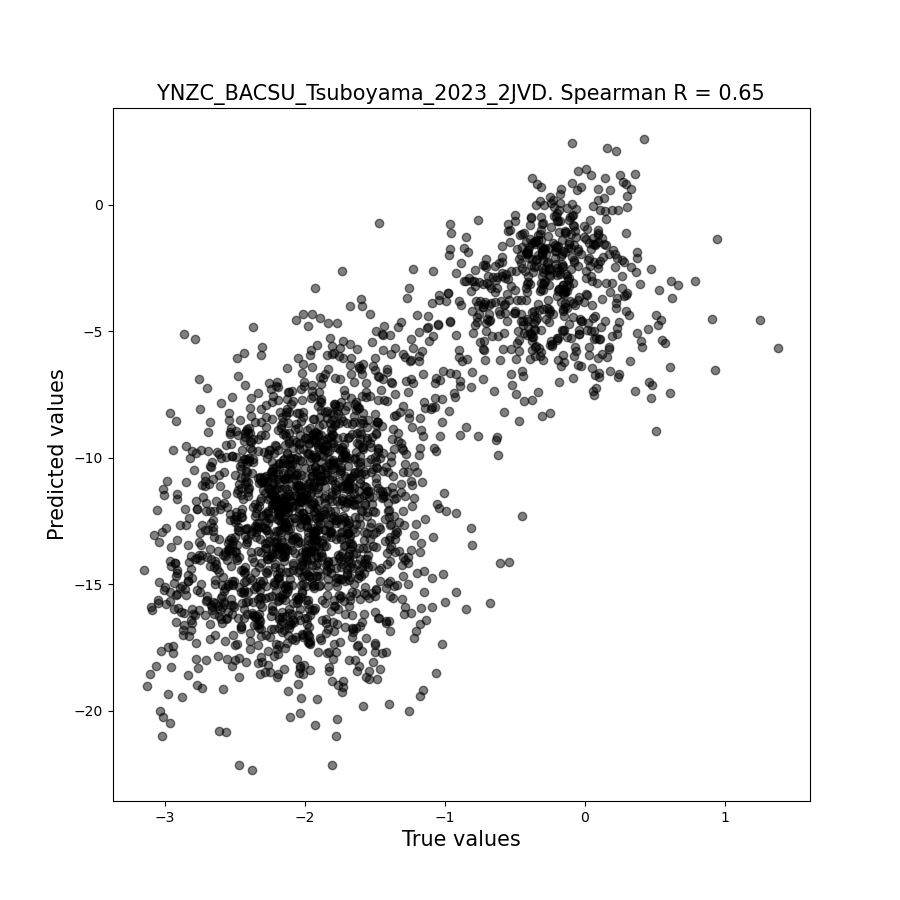 YNZC_BACSU_Tsuboyama_2023_2JVD. Spearman R = 0.65
0
−5
−10
−15
−20
Predicted values
−3 −2 −1 0 1
True values